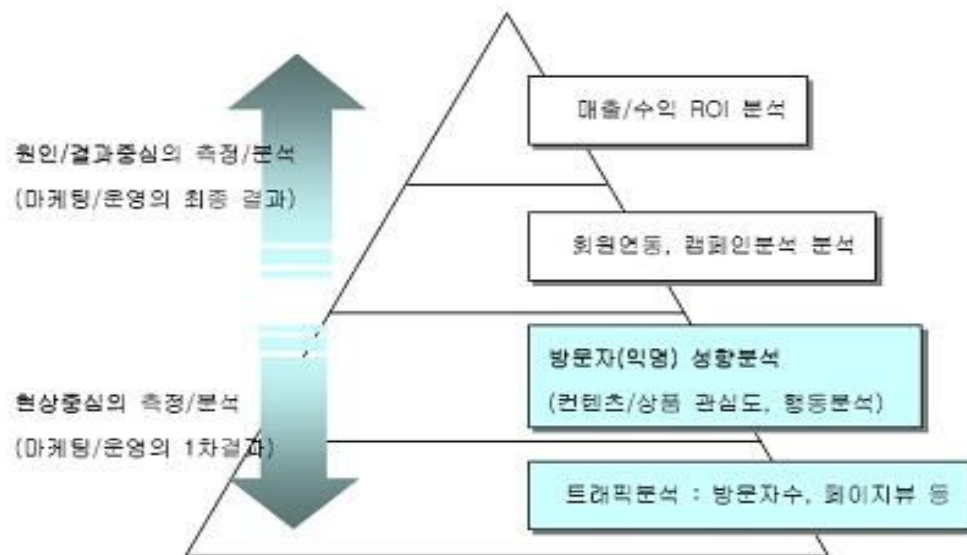 매출/수익 ROI 분석
원인/결과중심의 측정/분석
(마케팅/운영의 최종 결과)
회원연동, 캠페인분석 분석
방문자(익명) 성향분석
(컨텐츠/상품 관심도, 행동분석)
현상중심의 측정/분석
(마케팅/운영의 1차결과)
트래픽분석 : 방문자수, 페이지뷰 등